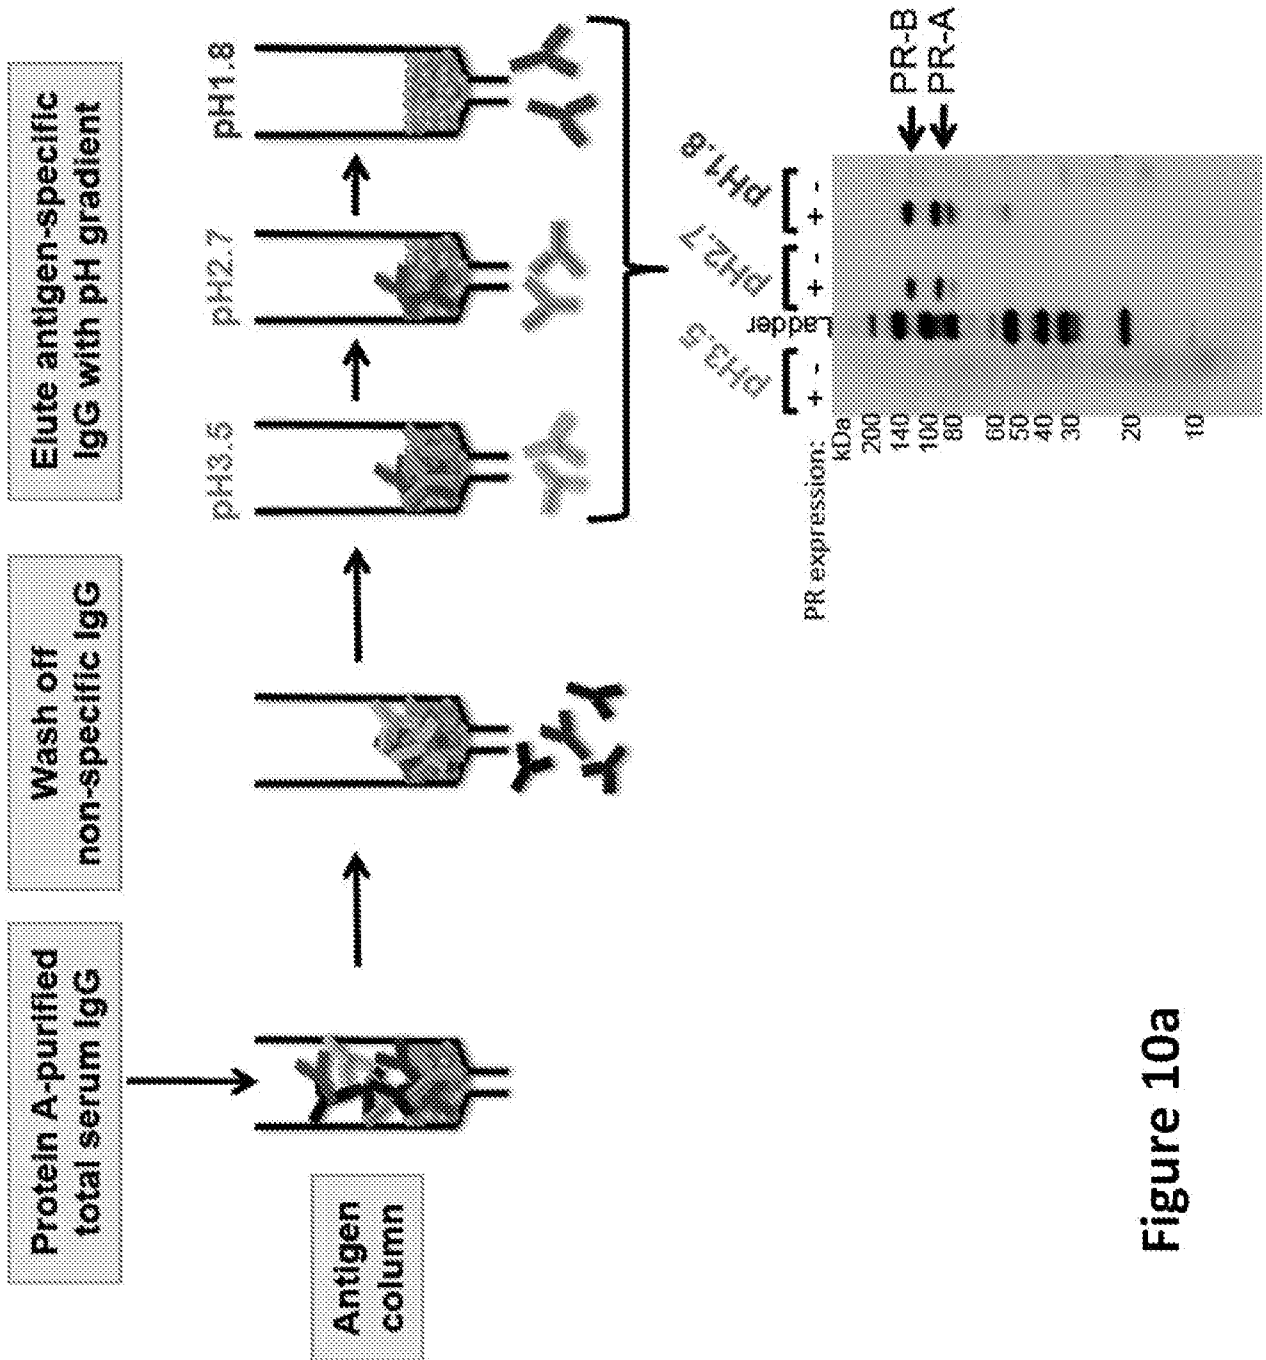 Protein A-purified
total serum IgG
Wash off
non-specific IgG
Elute antigen-specific
IgG with pH gradient
Antigen
column
pH3.5
pH2.7
pH1.8
pH3.5
Ladder
pH2.7
pH1.8
PR expression:
+ - + - + -
kDa
200
140
100
80
60
50
40
30
20
10
PR-B
PR-A
Figure 10a